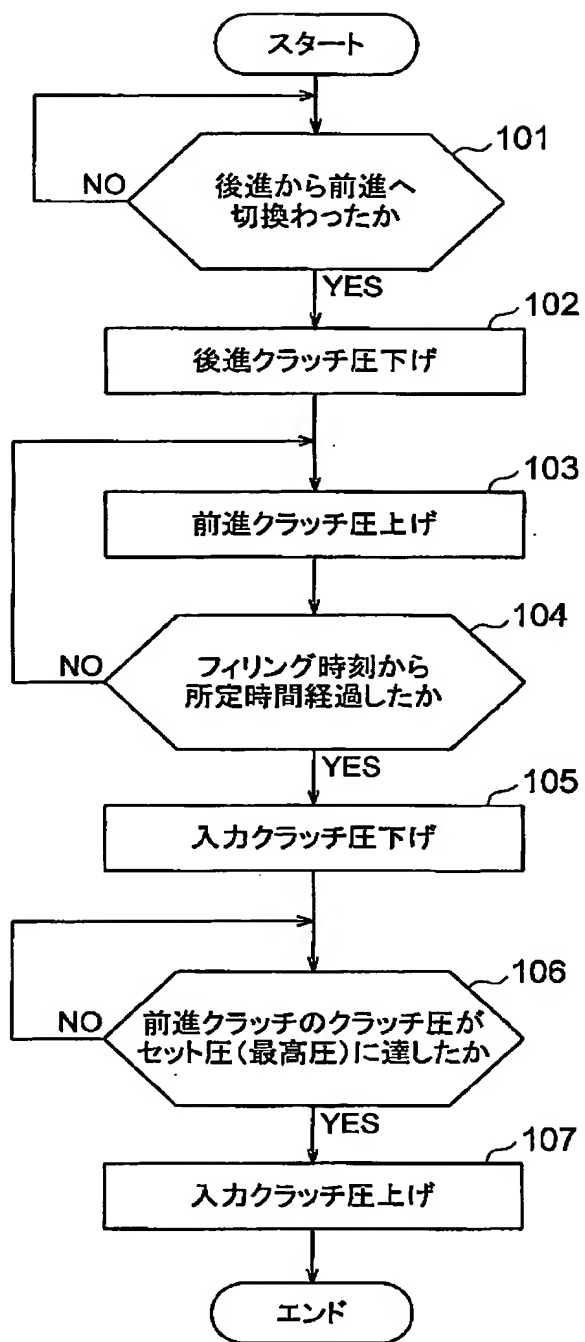 スタート
101
後進から前進へ
切換わったか
NO
YES
102
後進クラッチ圧下げ
103
前進クラッチ圧上げ
104
フィリング時刻から
所定時間経過したか
NO
YES
105
入力クラッチ圧下げ
106
前進クラッチのクラッチ圧が
セット圧(最高圧)に達したか
NO
YES
107
入力クラッチ圧上げ
エンド